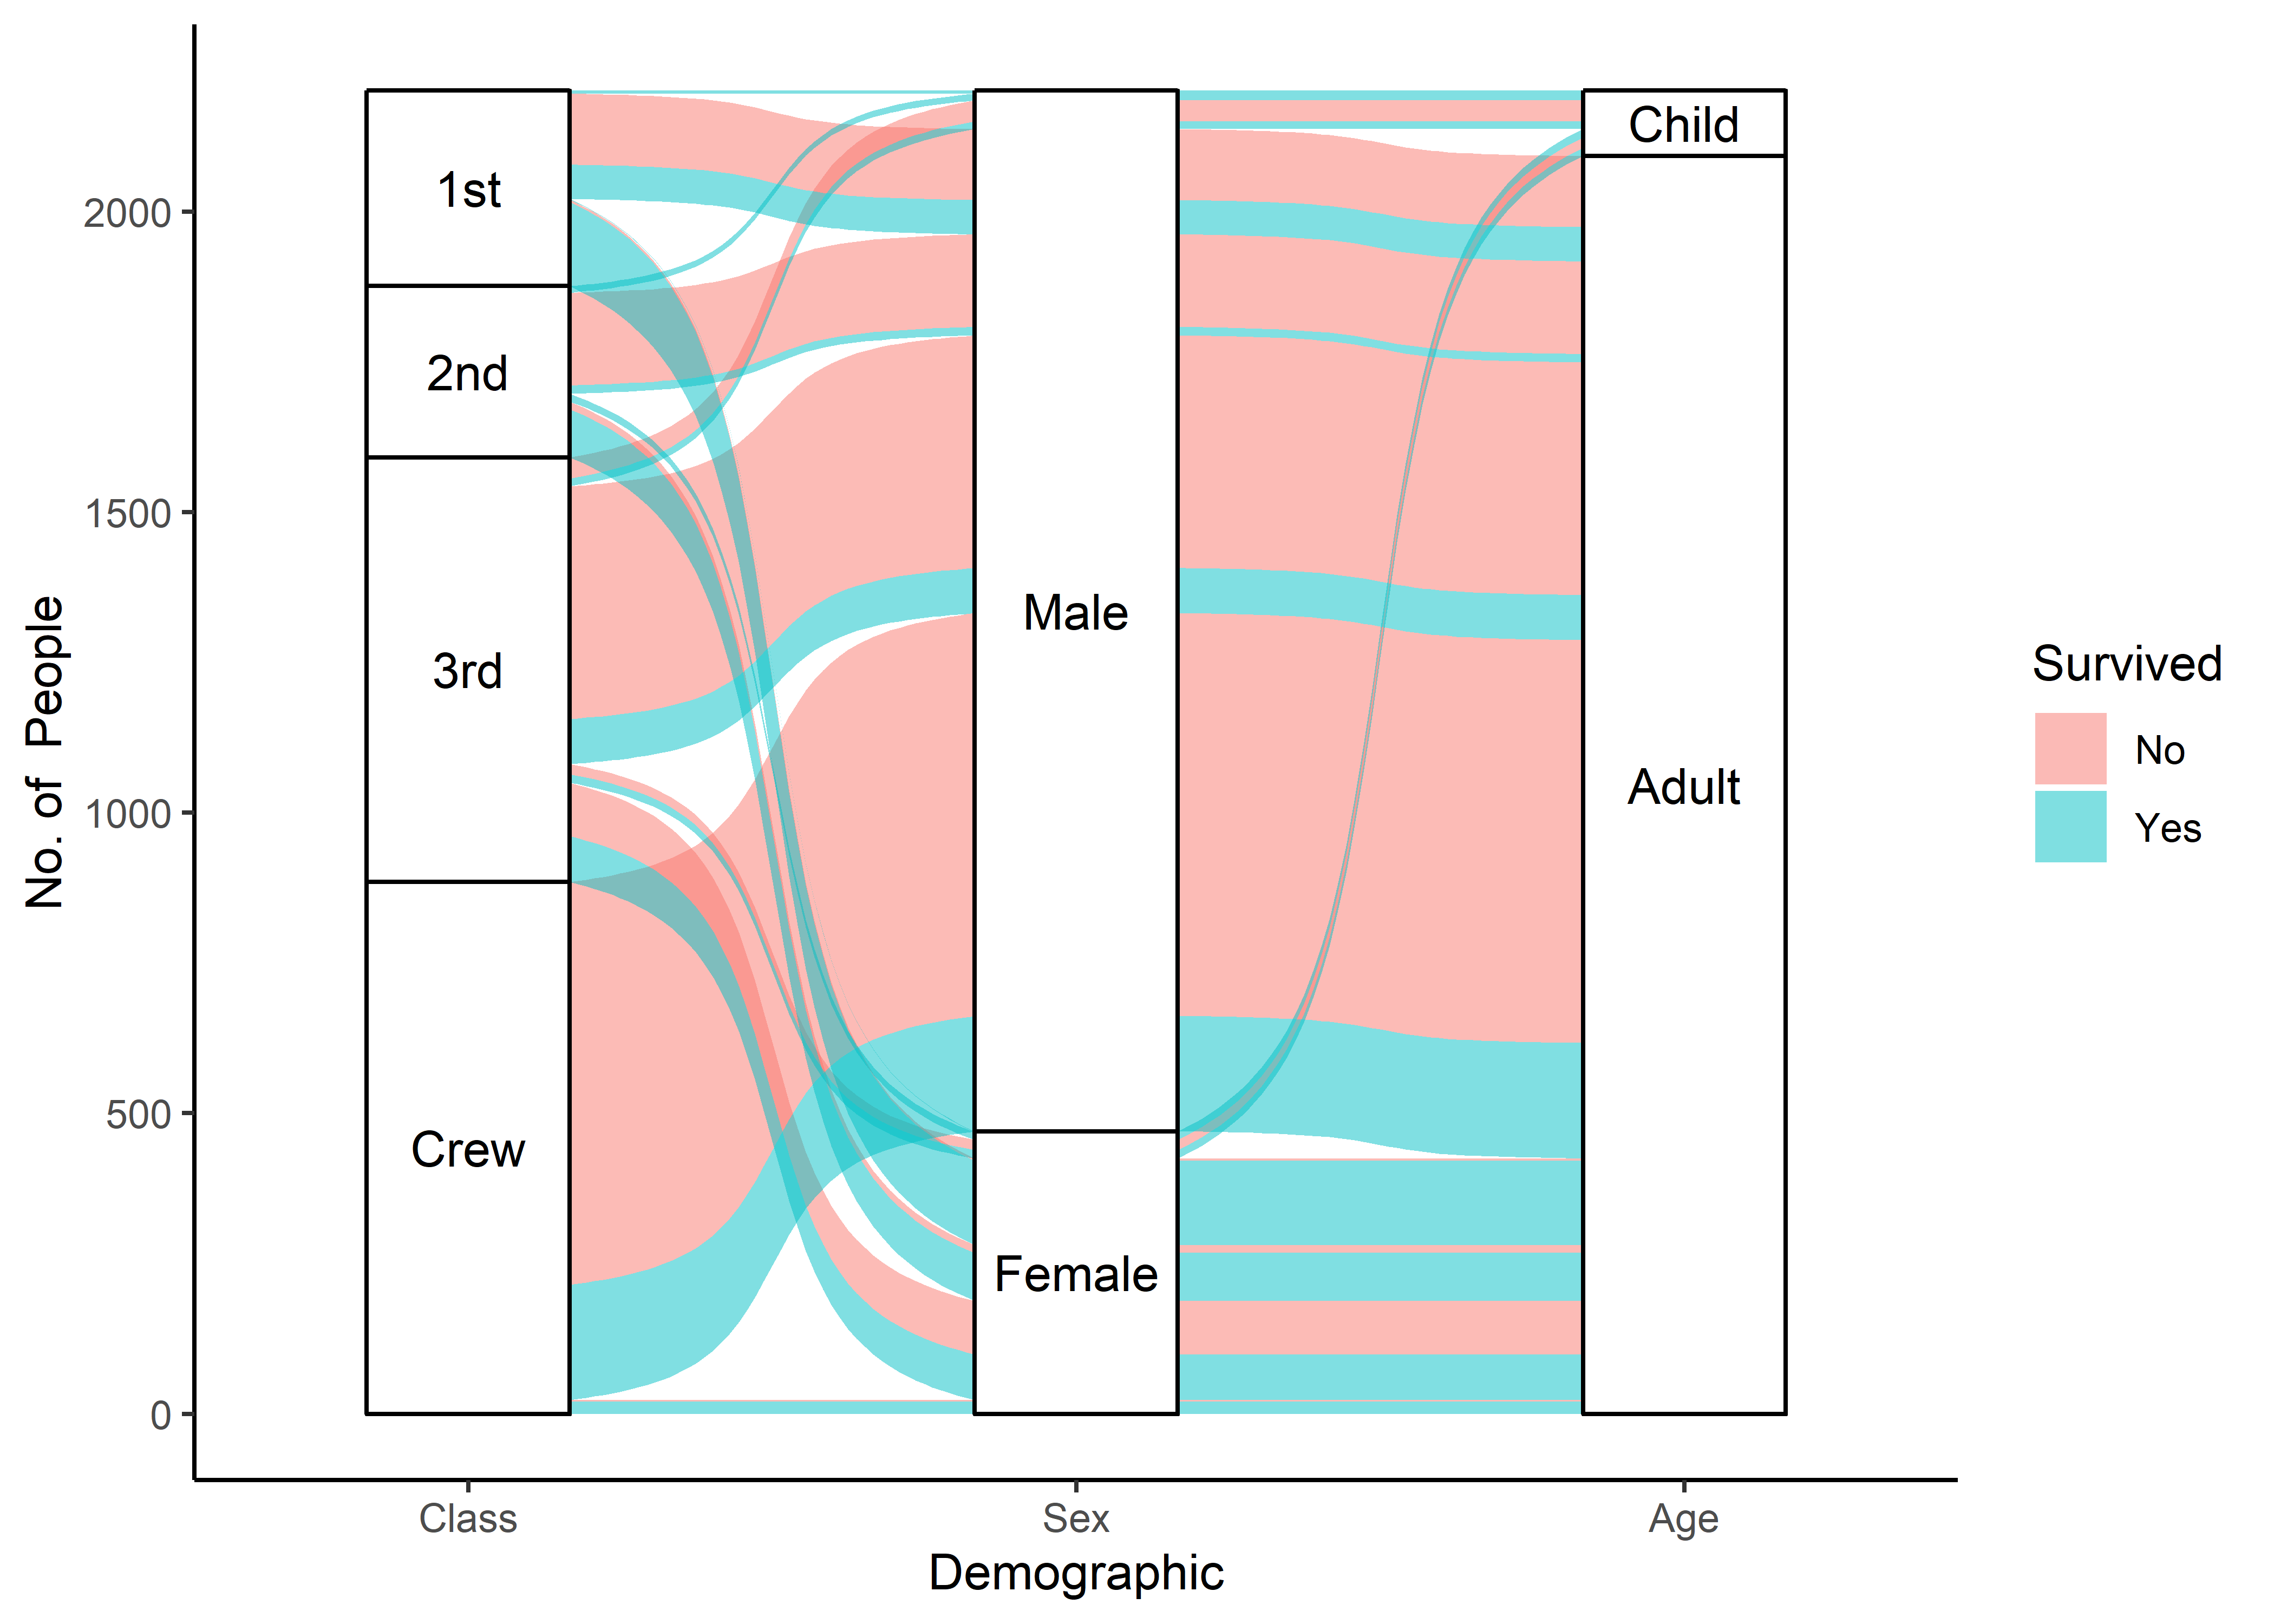 No. of  People
2000
1500
1000
500
0
1st
2nd
3rd
Crew
Male
Female
Child
Adult
Class
Sex
Age
Demographic
Survived
No
Yes